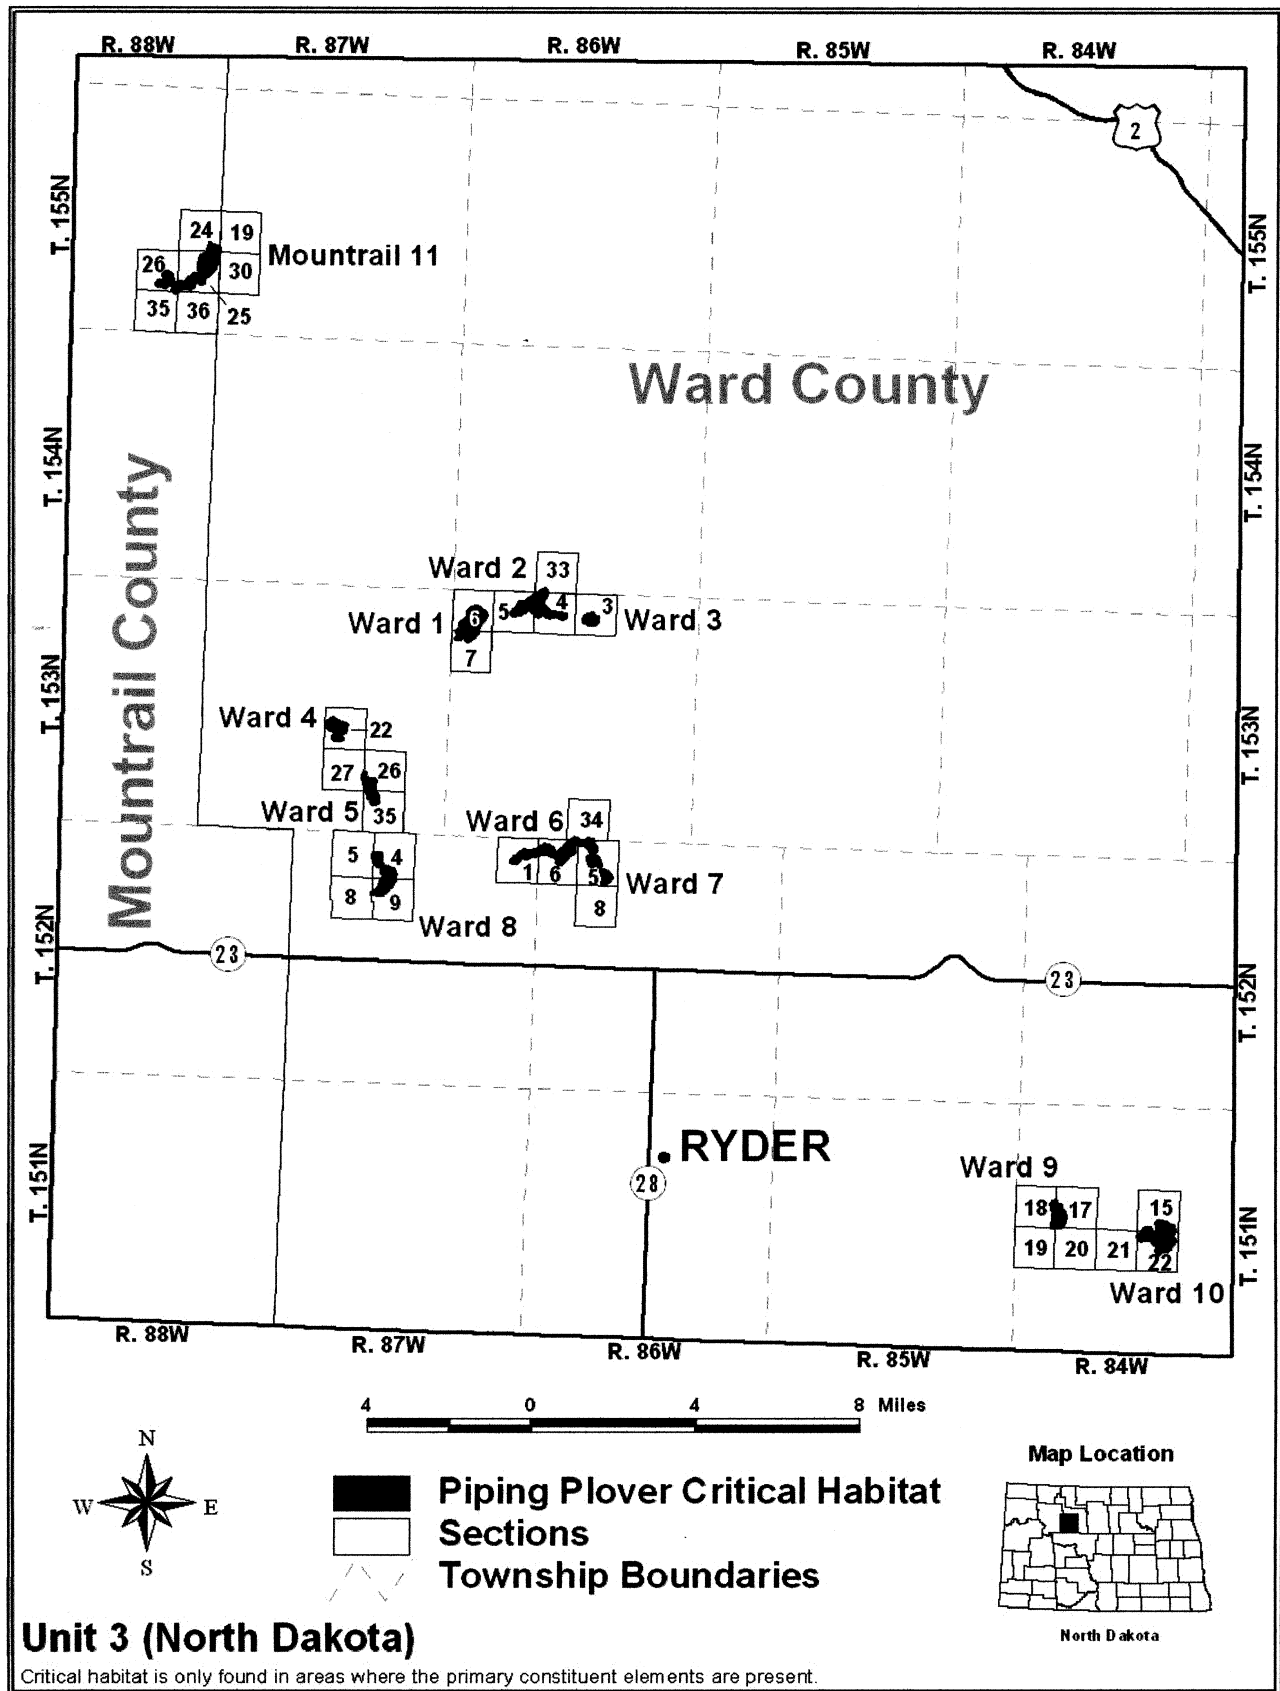 R. 88W R. 87W R. 86W R. 85W R. 84W
2
T. 155N
T. 155N
24 19
26 30
Mountrail 11
35 36 25
Ward County
T. 154N
T. 154N
Mountrail County
Ward 2 33
Ward 1 6 5 4 3 Ward 3
7
T. 153N
T. 153N
Ward 4 22
27 26
Ward 5 35
Ward 6 34
5 4
1 6 5 Ward 7
8 9
8
Ward 8
T. 152N
T. 152N
23
23
T. 151N
T. 151N
RYDER
28
Ward 9
18 17 15
19 20 21 22
Ward 10
R. 88W R. 87W R. 86W R. 85W R. 84W
4 0 4 8 Miles
N
W E
S
Piping Plover Critical Habitat
Sections
Township Boundaries
Map Location
North Dakota
Unit 3 (North Dakota)
Critical habitat is only found in areas where the primary constituent elements are present.